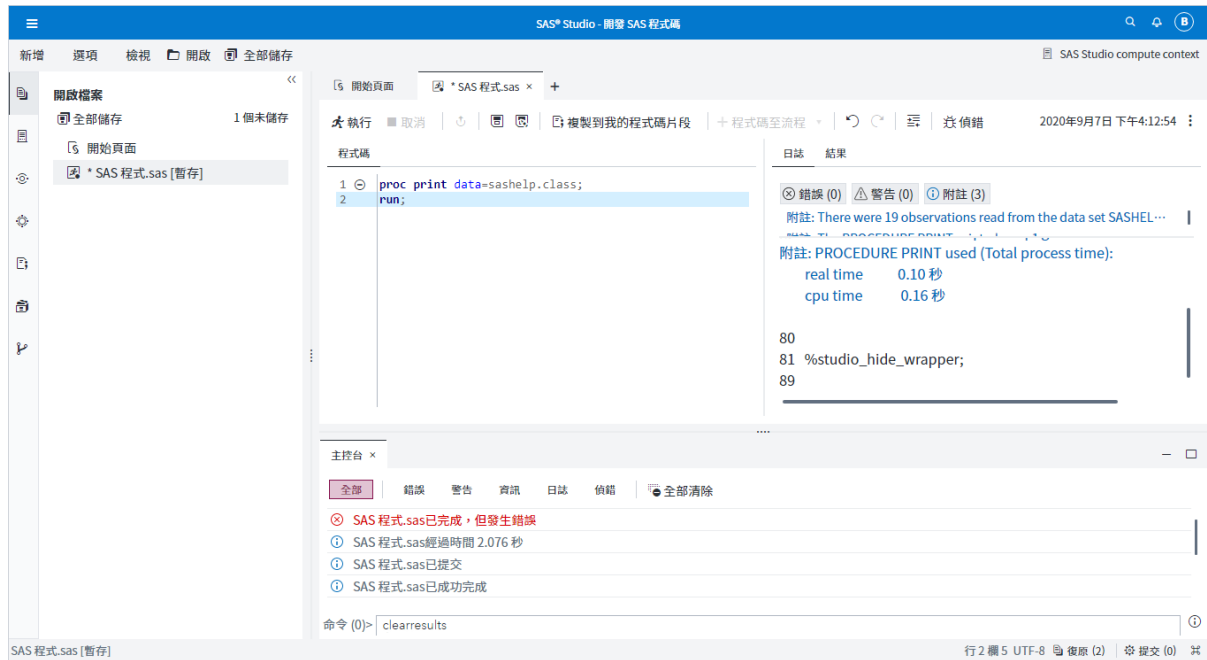 SAS® Studio - 開發 SAS 程式碼
B
新增 選項 檢視 開啟 全部儲存
SAS Studio compute context
開啟檔案
全部儲存 1 個未儲存
開始頁面
* SAS 程式.sas [暫存]
開始頁面 * SAS 程式.sas × +
執行 取消 複製到我的程式碼片段 程式碼至流程 偵錯 2020年9月7日 下午4:12:54
程式碼
1 proc print data=sashelp.class;
2 run;
日誌 結果
錯誤 (0) 警告 (0) 附註 (3)
附註: There were 19 observations read from the data set SASHEL···
附註: PROCEDURE PRINT used (Total process time):
real time 0.10 秒
cpu time 0.16 秒
80
81 %studio_hide_wrapper;
89
主控台 ×
全部 錯誤 警告 資訊 日誌 偵錯 全部清除
SAS 程式.sas已完成，但發生錯誤
SAS 程式.sas經過時間 2.076 秒
SAS 程式.sas已提交
SAS 程式.sas已成功完成
命令 (0)> clearresults
SAS 程式.sas [暫存]
行 2 欄 5 UTF-8 復原 (2) 提交 (0)